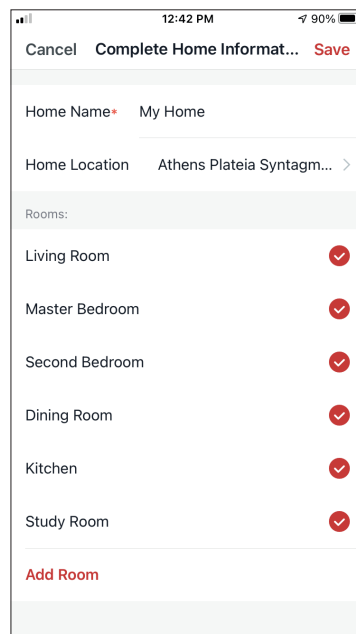 12:42 PM 90%
Cancel Complete Home Informat... Save
Home Name* My Home
Home Location Athens Plateia Syntagm...
Rooms:
Living Room
Master Bedroom
Second Bedroom
Dining Room
Kitchen
Study Room
Add Room